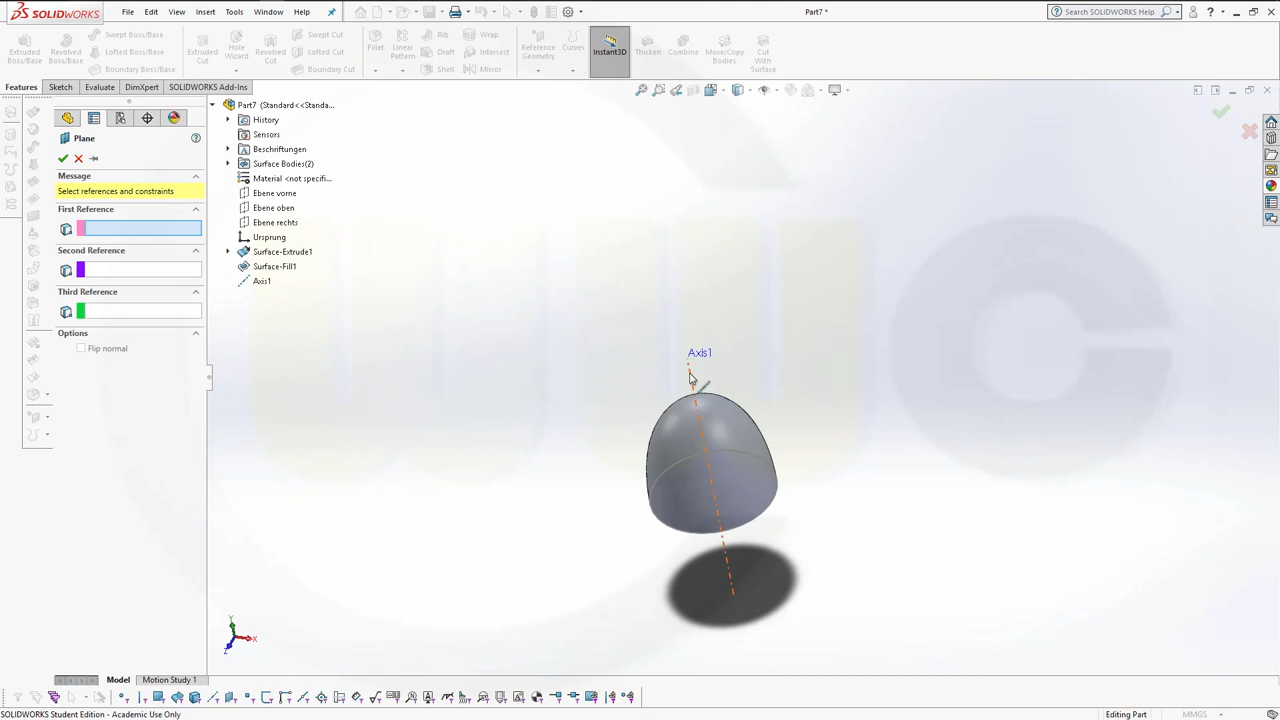 SOLIDWORKS File Edit View Insert Tools Window Help Part7 * Search SOLIDWORKS Help
Extruded Boss/Base Revolved Boss/Base Swept Boss/Base Lofted Boss/Base Boundary Boss/Base Extruded Cut Hole Wizard Revolved Cut Swept Cut Lofted Cut Boundary Cut Fillet Linear Pattern Rib Draft Shell Wrap Intersect Mirror Reference Geometry Curves Instant3D Thicken Combine Move/Copy Bodies Cut With Surface
Features Sketch Evaluate DimXpert SOLIDWORKS Add-Ins
Plane
Message
Select references and constraints
First Reference
Second Reference
Third Reference
Options
Flip normal
Part7 (Standard<<Standa...
History
Sensors
Beschriftungen
Surface Bodies(2)
Material <not specifi...
Ebene vorne
Ebene oben
Ebene rechts
Ursprung
Surface-Extrude1
Surface-Fill1
Axis1
Axis1
Y
X
Z
Model Motion Study 1
SOLIDWORKS Student Edition - Academic Use Only Editing Part MMGS